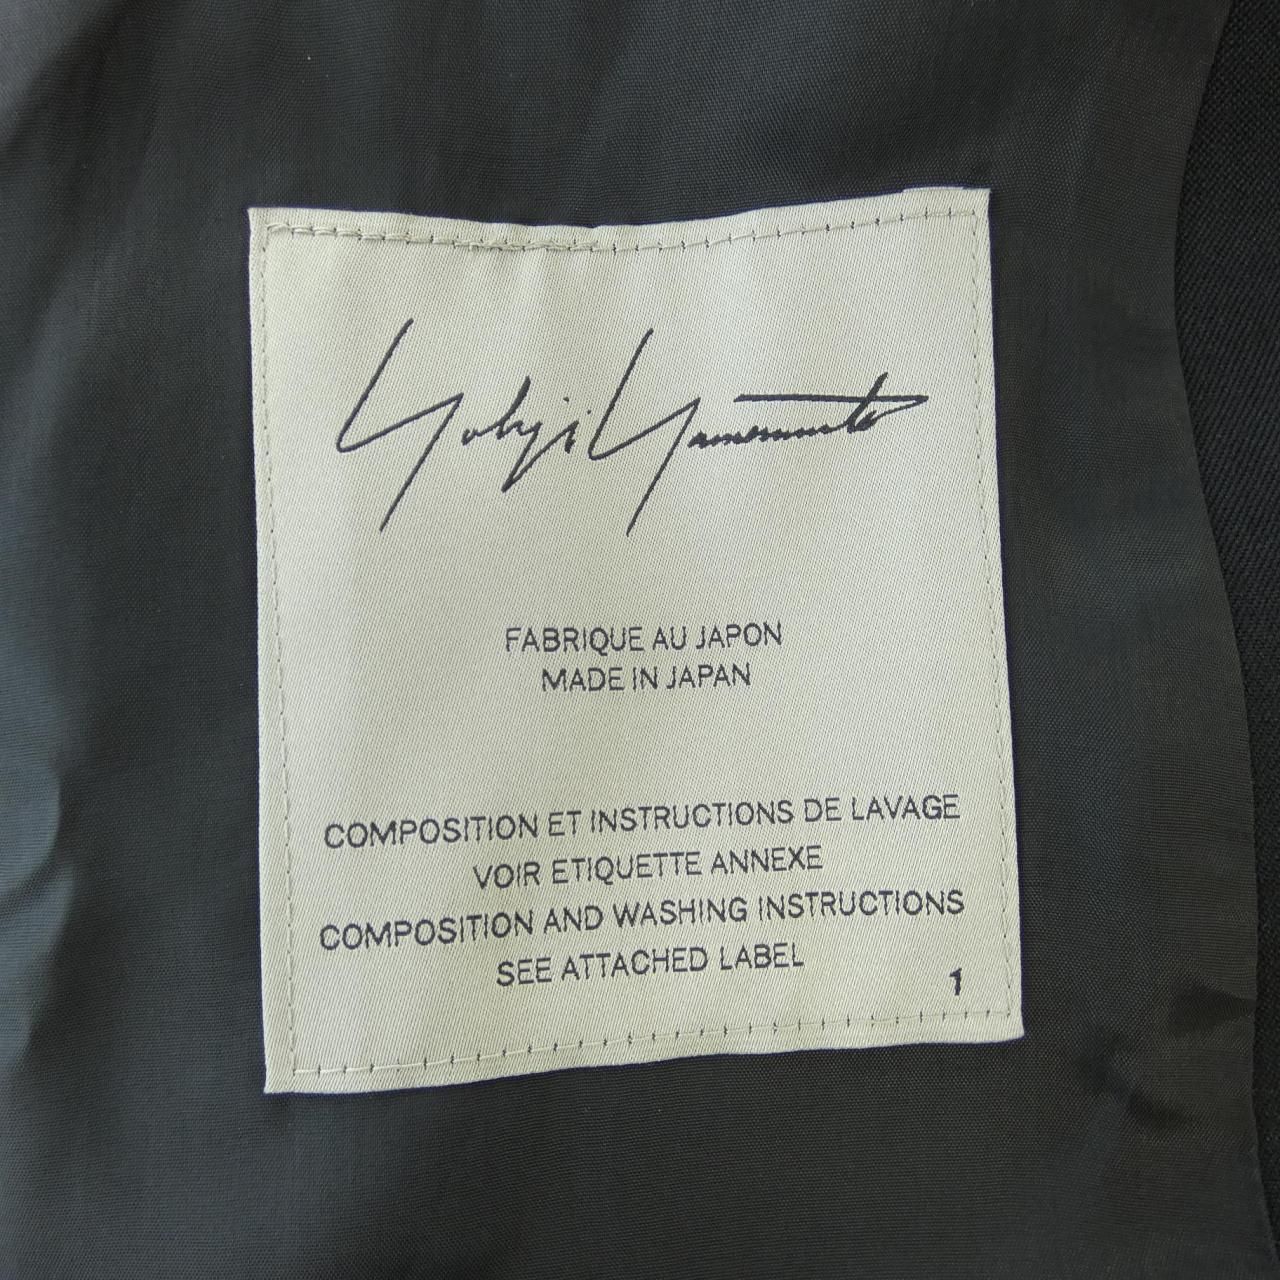 Yohji Yamamoto
FABRIQUE AU JAPON
MADE IN JAPAN
COMPOSITION ET INSTRUCTIONS DE LAVAGE
VOIR ETIQUETTE ANNEXE
COMPOSITION AND WASHING INSTRUCTIONS
SEE ATTACHED LABEL
1